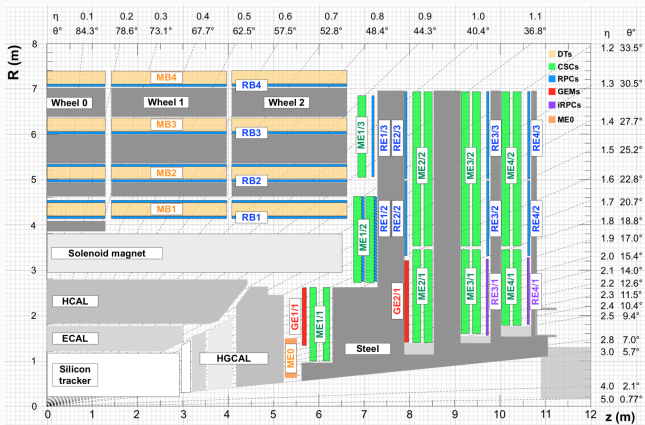 η 0.1 0.2 0.3 0.4 0.5 0.6 0.7 0.8 0.9 1.0 1.1 η θ°
θ° 84.3° 78.6° 73.1° 67.7° 62.5° 57.5° 52.8° 48.4° 44.3° 40.4° 36.8°
R (m)
8
7
6
5
4
3
2
1
0
1.2 33.5°
1.3 30.5°
1.4 27.7°
1.5 25.2°
1.6 22.8°
1.7 20.7°
1.8 18.8°
1.9 17.0°
2.0 15.4°
2.1 14.0°
2.2 12.6°
2.3 11.5°
2.4 10.4°
2.5 9.4°
2.8 7.0°
3.0 5.7°
4.0 2.1°
5.0 0.77°
DTs
CSCs
RPCs
GEMs
iRPCs
ME0
MB4
RB4
Wheel 0 Wheel 1 Wheel 2
MB3
RB3
MB2
RB2
MB1
RB1
Solenoid magnet
HCAL
ECAL
Silicon
tracker
HGCAL
Steel
ME0
GE1/1
ME1/1
ME1/2
ME1/3
RE1/3
RE2/3
RE1/2
RE2/2
GE2/1
ME2/2
ME2/1
ME3/2
ME3/1
RE3/3
RE3/2
RE3/1
ME4/2
ME4/1
RE4/3
RE4/2
RE4/1
0 1 2 3 4 5 6 7 8 9 10 11 12 z (m)